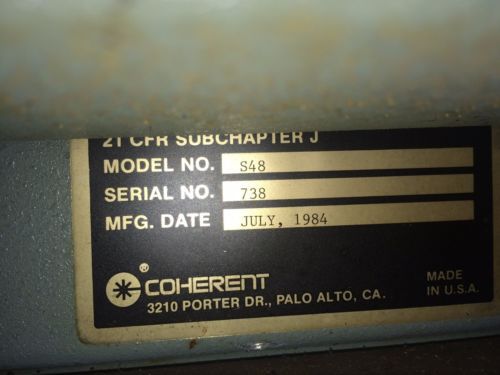 21 CFR SUBCHAPTER J
MODEL NO. S48
SERIAL NO. 738
MFG. DATE JULY, 1984
® COHERENT
3210 PORTER DR., PALO ALTO, CA.
MADE
IN U.S.A.